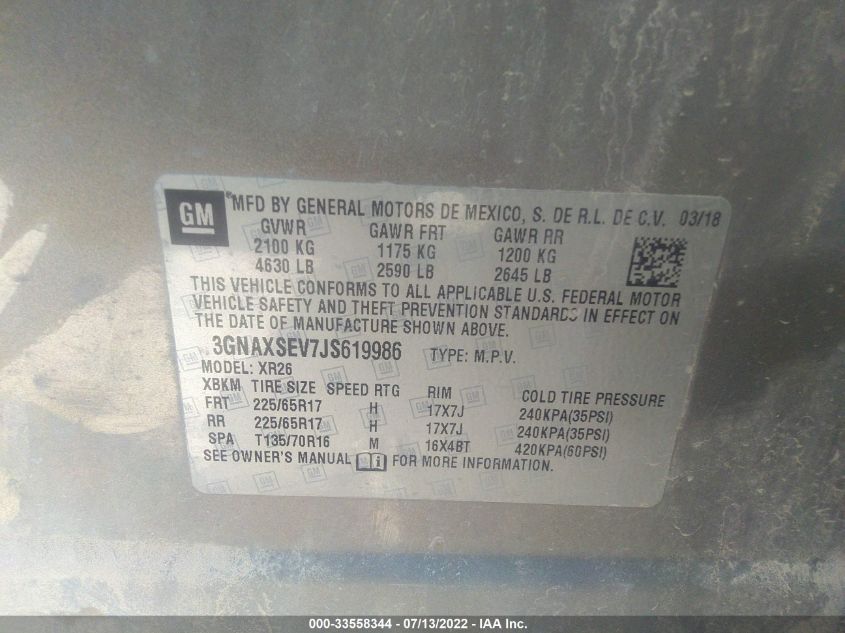 GM
®MFD BY GENERAL MOTORS DE MEXICO, S. DE R.L. DE C.V. 03/18
GVWR GAWR FRT GAWR RR
2100 KG 1175 KG 1200 KG
4630 LB 2590 LB 2645 LB
THIS VEHICLE CONFORMS TO ALL APPLICABLE U.S. FEDERAL MOTOR
VEHICLE SAFETY AND THEFT PREVENTION STANDARDS IN EFFECT ON
THE DATE OF MANUFACTURE SHOWN ABOVE.
3GNAXSEV7JS619986 TYPE: M.P.V.
MODEL: XR26
XBKM TIRE SIZE SPEED RTG RIM COLD TIRE PRESSURE
FRT 225/65R17 H 17X7J 240KPA(35PSI)
RR 225/65R17 H 17X7J 240KPA(35PSI)
SPA T135/70R16 M 16X4BT 420KPA(60PSI)
SEE OWNER'S MANUAL i FOR MORE INFORMATION.
000-33558344 - 07/13/2022 - IAA Inc.